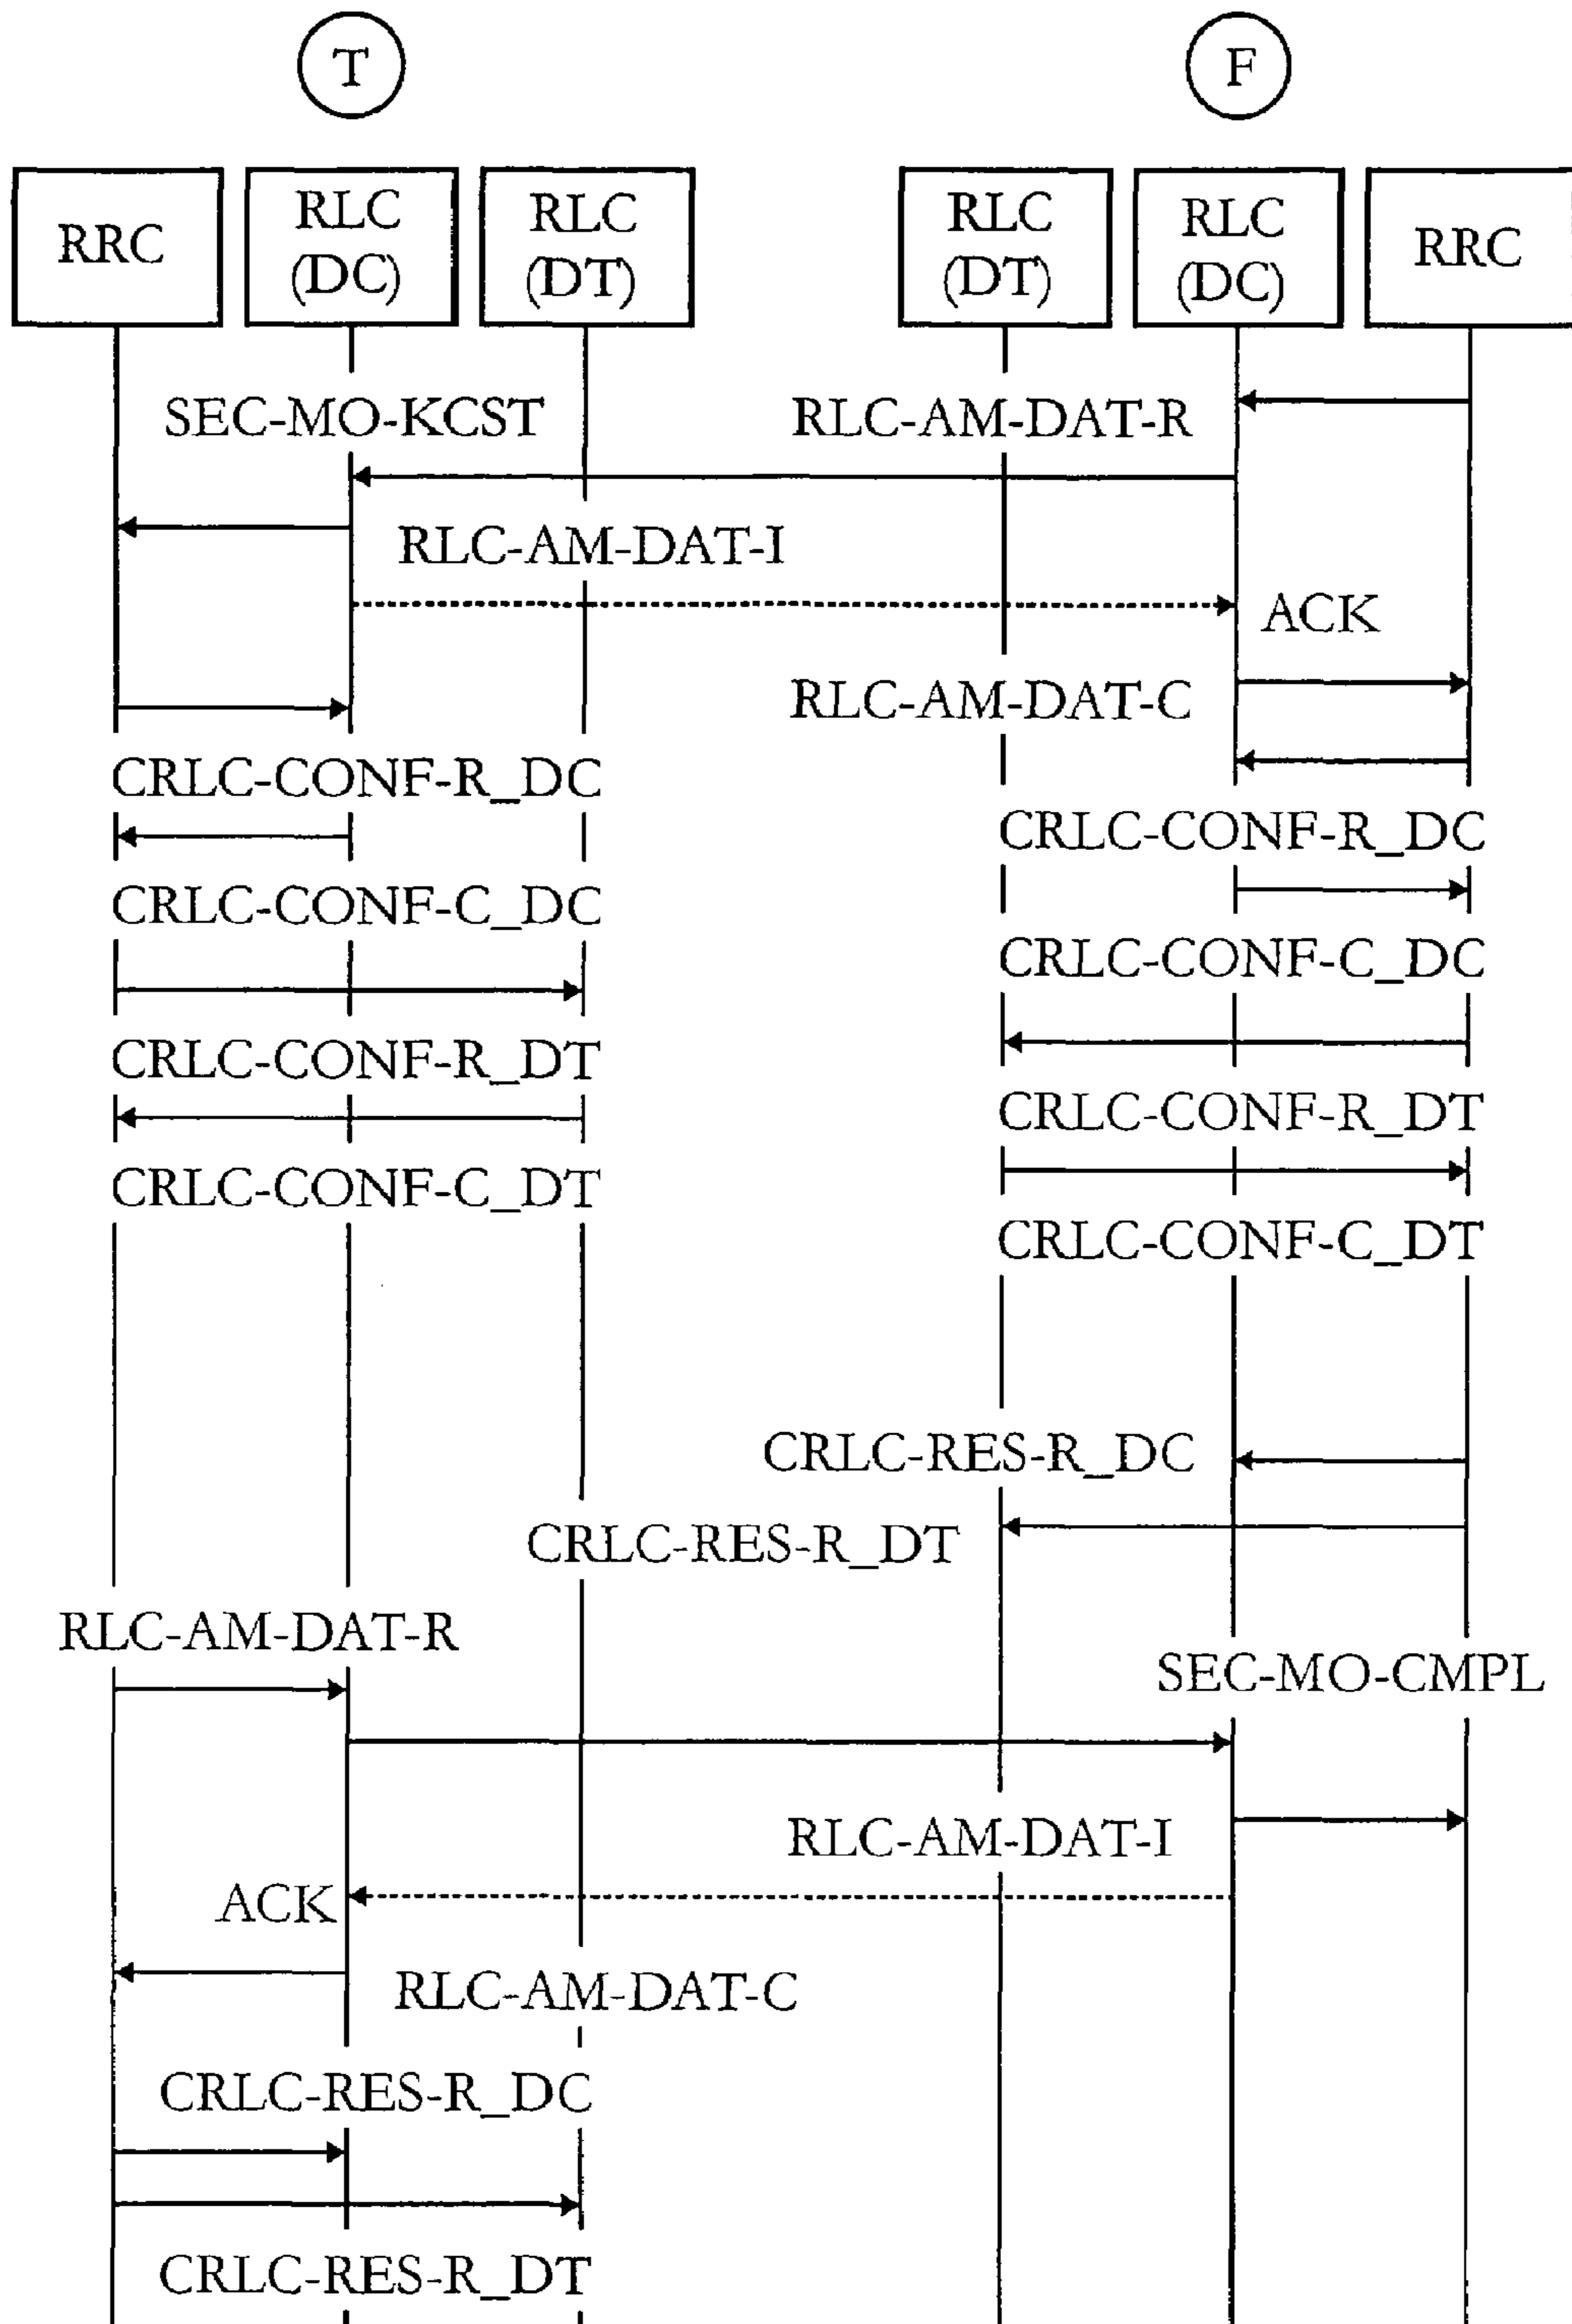 T
F
RRC
RLC
(DC)
RLC
(DT)
RLC
(DT)
RLC
(DC)
RRC
SEC-MO-KCST
RLC-AM-DAT-R
RLC-AM-DAT-I
ACK
RLC-AM-DAT-C
CRLC-CONF-R_DC
CRLC-CONF-R_DC
CRLC-CONF-C_DC
CRLC-CONF-C_DC
CRLC-CONF-R_DT
CRLC-CONF-R_DT
CRLC-CONF-C_DT
CRLC-CONF-C_DT
CRLC-RES-R_DC
CRLC-RES-R_DT
RLC-AM-DAT-R
SEC-MO-CMPL
RLC-AM-DAT-I
ACK
RLC-AM-DAT-C
CRLC-RES-R_DC
CRLC-RES-R_DT